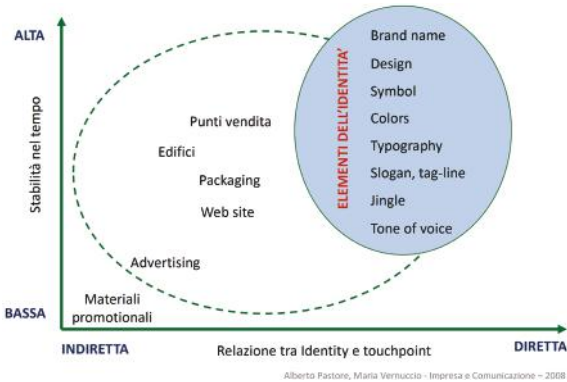 ALTA
Stabilità nel tempo
BASSA
Punti vendita
Edifici
Packaging
Web site
Advertising
Materiali
promotionali
ELEMENTI DELL'IDENTITA'
Brand name
Design
Symbol
Colors
Typography
Slogan, tag-line
Jingle
Tone of voice
INDIRETTA
Relazione tra Identity e touchpoint
DIRETTA
Alberto Pastore, Maria Vernuccio - Impresa e Comunicazione – 2008